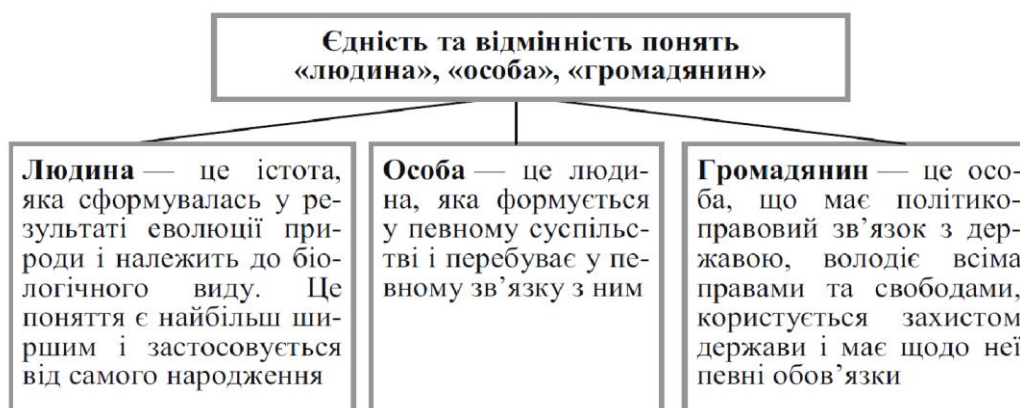 Єдність та відмінність понять
«людина», «особа», «громадянин»
Людина — це істота,
яка сформувалась у ре-
зультаті еволюції при-
роди і належить до біо-
логічного виду. Це
поняття є найбільш ши-
ршим і застосовується
від самого народження
Особа — це люди-
на, яка формується
у певному суспільс-
тві і перебуває у пе-
вному зв’язку з ним
Громадянин — це осо-
ба, що має політико-
правовий зв’язок з дер-
жавою, володіє всіма
правами та свободами,
користується захистом
держави і має щодо неї
певні обов’язки